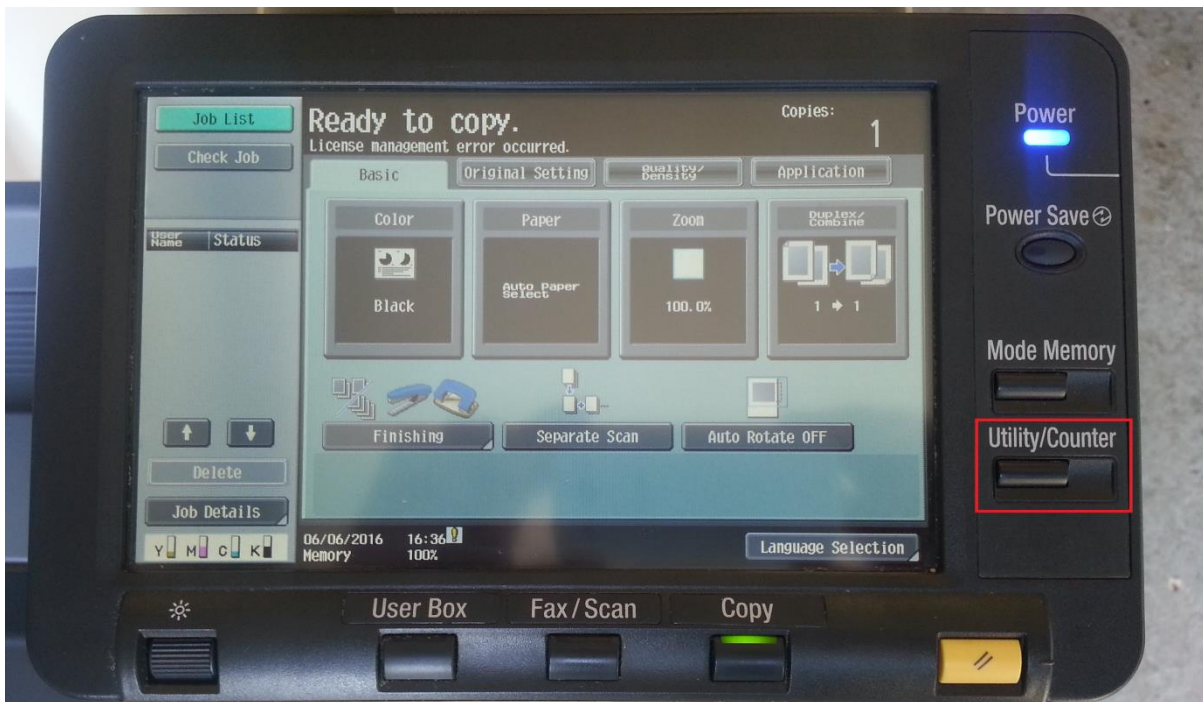 Job List
Check Job
User Name
Status
Delete
Job Details
Y M C K
Ready to copy.
License management error occurred.
Copies:
1
Basic
Original Setting
Quality/
Density
Application
Color
Black
Paper
Auto Paper
Select
Zoom
100.0%
Duplex/
Combine
1 → 1
Finishing
Separate Scan
Auto Rotate OFF
06/06/2016 16:36
Memory 100%
Language Selection
Power
Power Save
Mode Memory
Utility/Counter
User Box
Fax/Scan
Copy